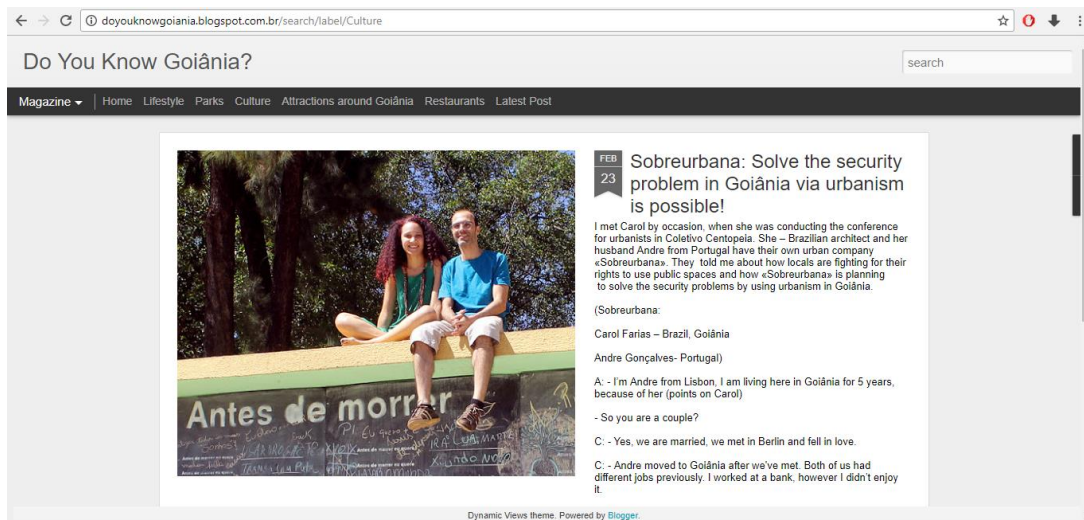 doyouknowgoiania.blogspot.com.br/search/label/Culture
Do You Know Goiânia?
search
Magazine Home Lifestyle Parks Culture Attractions around Goiânia Restaurants Latest Post
FEB
23
Sobreurbana: Solve the security
problem in Goiânia via urbanism
is possible!
I met Carol by occasion, when she was conducting the conference
for urbanists in Coletivo Centopeia. She – Brazilian architect and her
husband Andre from Portugal have their own urban company
«Sobreurbana». They told me about how locals are fighting for their
rights to use public spaces and how «Sobreurbana» is planning
to solve the security problems by using urbanism in Goiânia.
(Sobreurbana:
Carol Farias – Brazil, Goiânia
Andre Gonçalves- Portugal)
A: - I'm Andre from Lisbon, I am living here in Goiânia for 5 years,
because of her (points on Carol)
- So you are a couple?
C: - Yes, we are married, we met in Berlin and fell in love.
C: - Andre moved to Goiânia after we've met. Both of us had
different jobs previously. I worked at a bank, however I didn't enjoy
it.
Antes de morrer
Dynamic Views theme. Powered by Blogger.